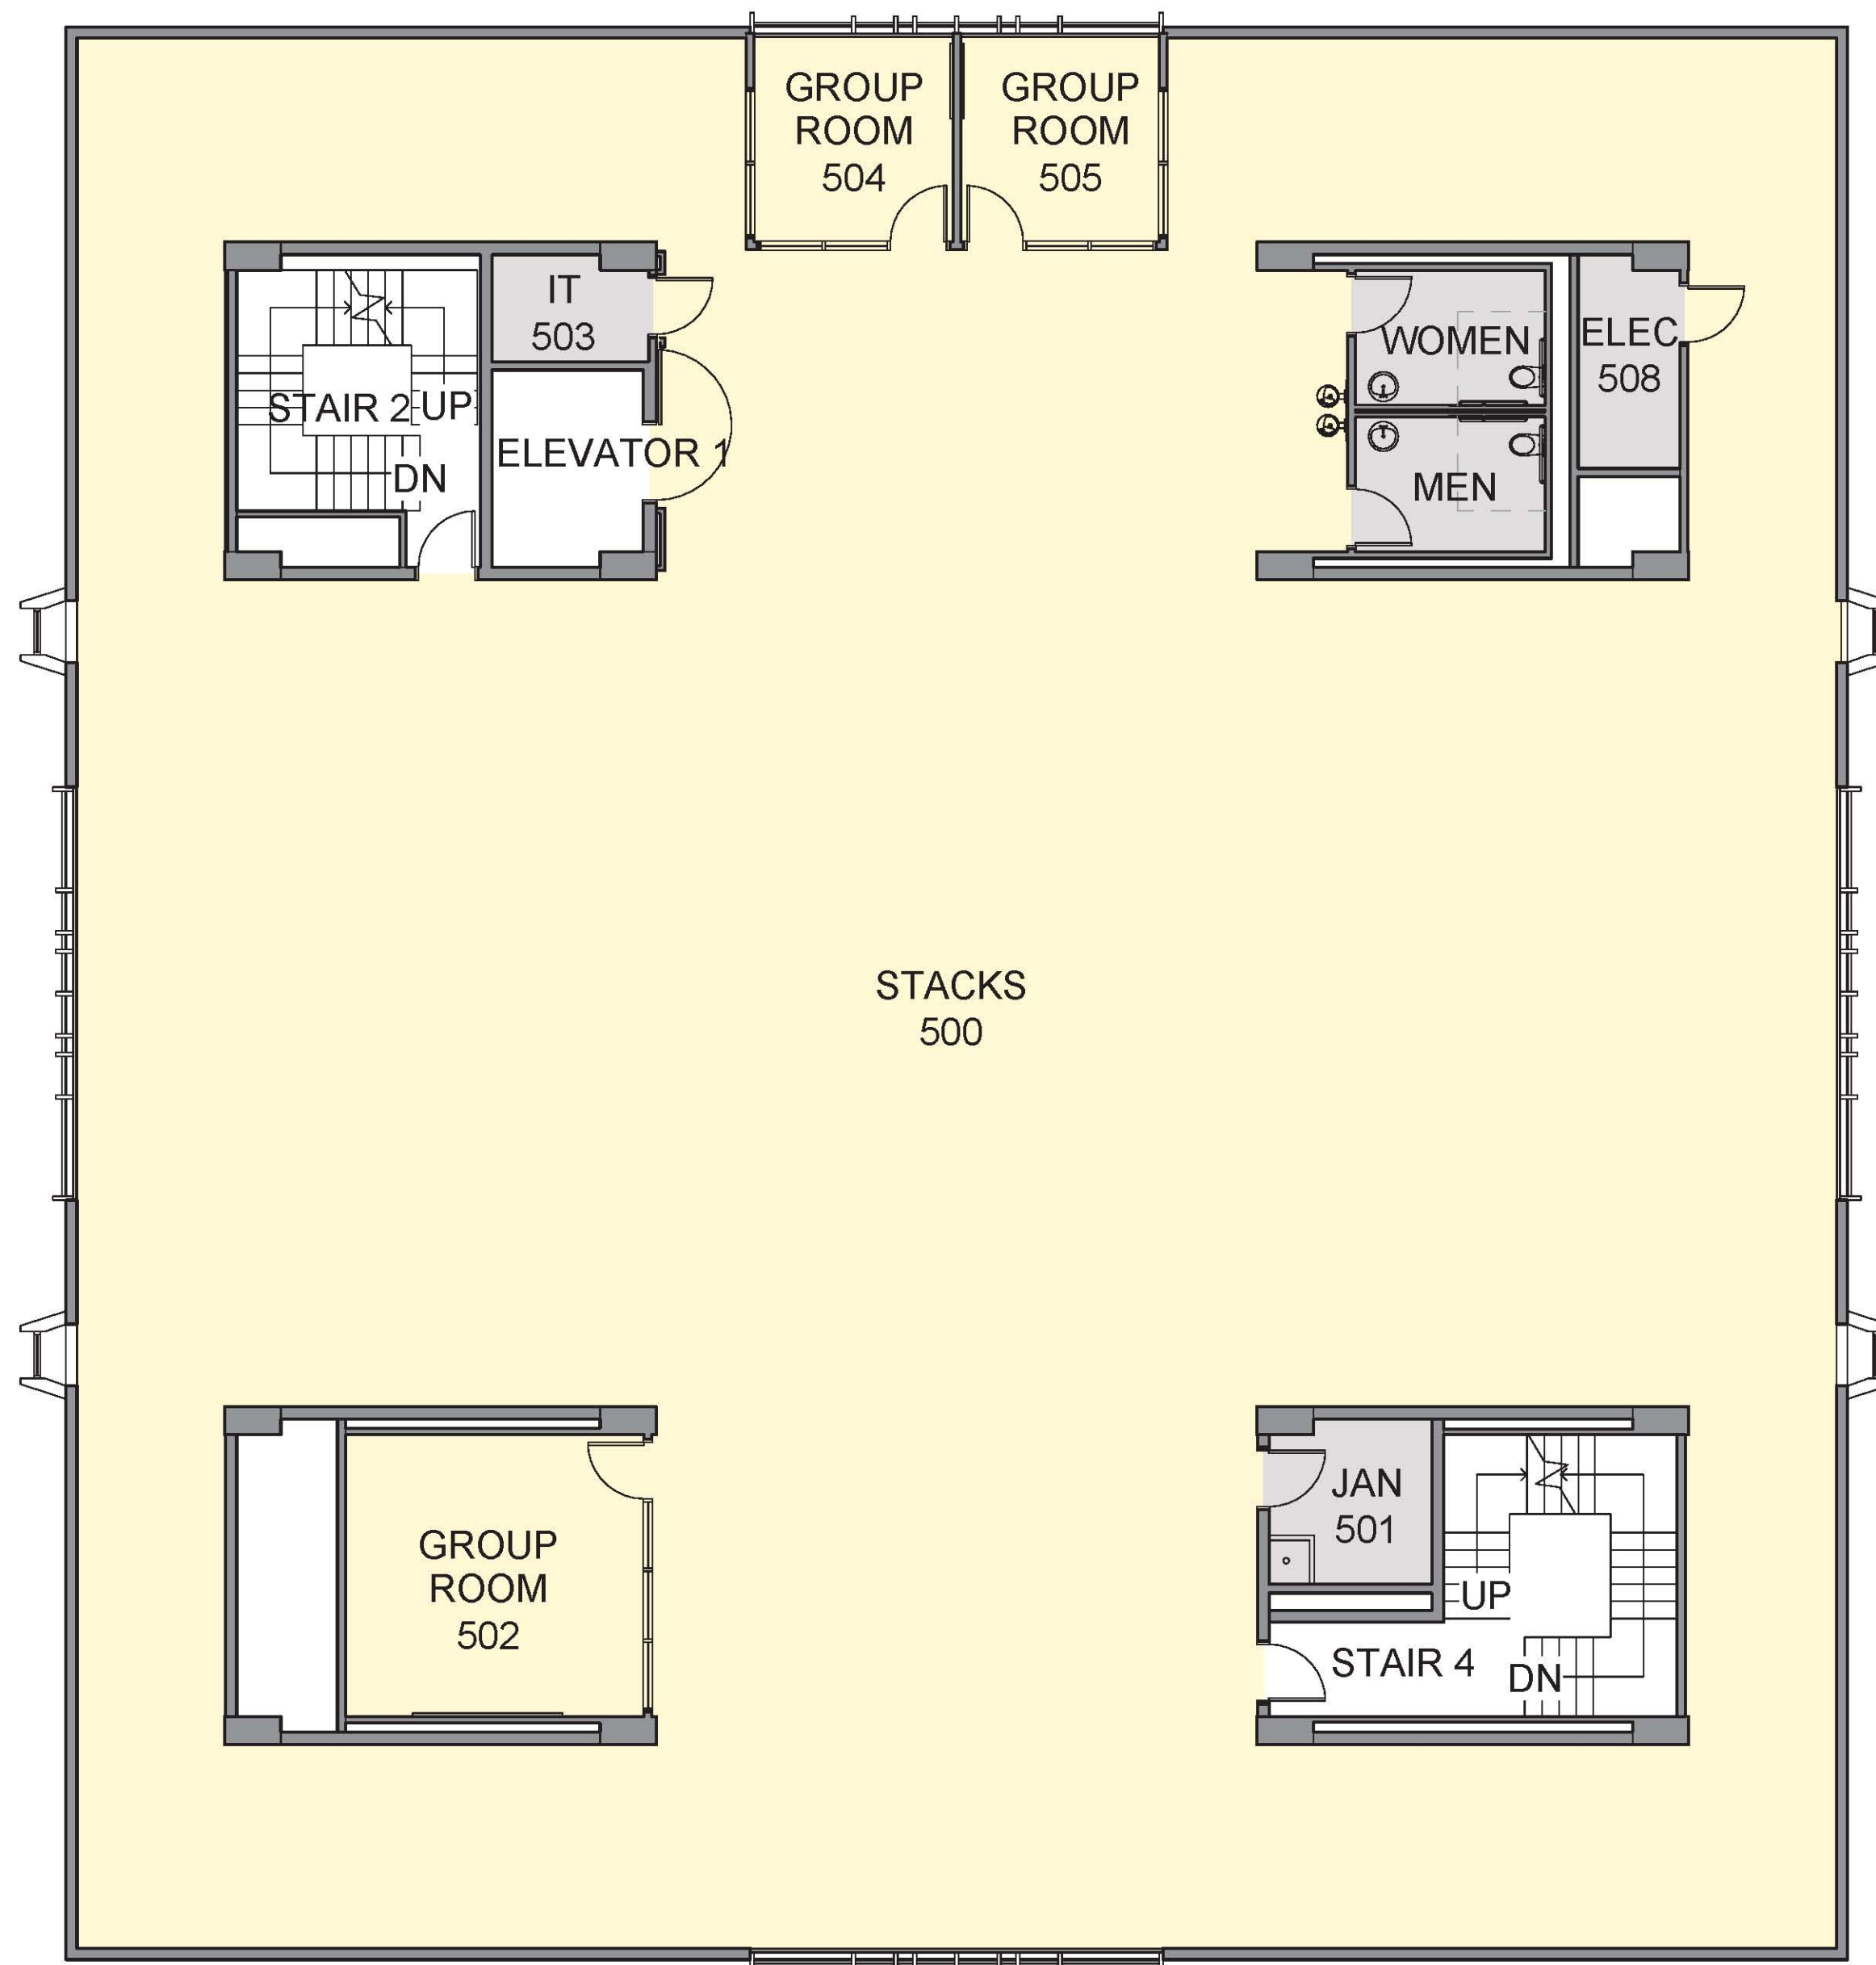 GROUP
ROOM
504
GROUP
ROOM
505
IT
503
STAIR 2
UP
DN
ELEVATOR 1
WOMEN
MEN
ELEC
508
STACKS
500
GROUP
ROOM
502
JAN
501
UP
STAIR 4
DN